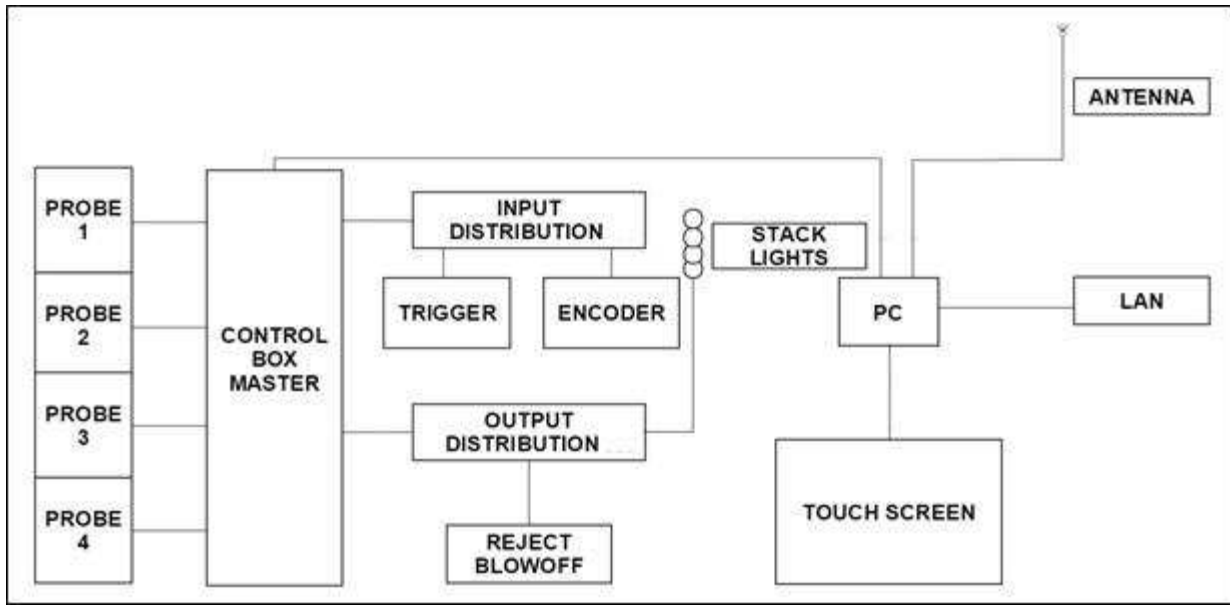 ANTENNA
PROBE
1
PROBE
2
PROBE
3
PROBE
4
CONTROL
BOX
MASTER
INPUT
DISTRIBUTION
TRIGGER
ENCODER
STACK
LIGHTS
OUTPUT
DISTRIBUTION
REJECT
BLOWOFF
PC
LAN
TOUCH SCREEN